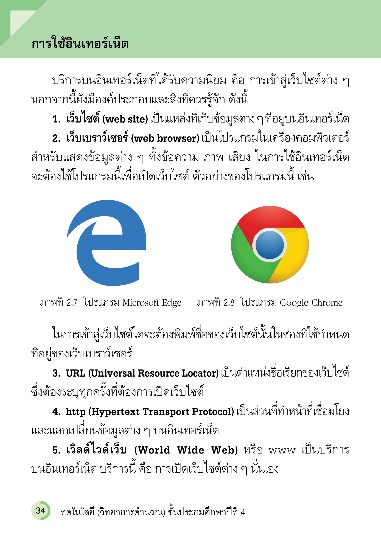 การใช้อินเทอร์เน็ต
บริการบนอินเทอร์เน็ตที่ได้รับความนิยม คือ การเข้าสู่เว็บไซต์ต่าง ๆ
นอกจากนี้ยังมีองค์ประกอบและสิ่งที่ควรรู้จัก ดังนี้
1. เว็บไซต์ (web site) เป็นแหล่งที่เก็บข้อมูลต่าง ๆ ที่อยู่บนอินเทอร์เน็ต
2. เว็บเบราว์เซอร์ (web browser) เป็นโปรแกรมในเครื่องคอมพิวเตอร์
สำหรับแสดงข้อมูลต่าง ๆ ทั้งข้อความ ภาพ เสียง ในการใช้อินเทอร์เน็ต
จะต้องใช้โปรแกรมนี้เพื่อเปิดเว็บไซต์ ตัวอย่างของโปรแกรมนี้ เช่น
ภาพที่ 2.7 โปรแกรม Microsoft Edge
ภาพที่ 2.8 โปรแกรม Google Chrome
ในการเข้าสู่เว็บไซต์ใดจะต้องพิมพ์ชื่อของเว็บไซต์นั้นในช่องที่ใช้กำหนด
ที่อยู่ของเว็บเบราว์เซอร์
3. URL (Universal Resource Locator) เป็นตำแหน่งชื่อเรียกของเว็บไซต์
ซึ่งต้องระบุทุกครั้งที่ต้องการเปิดเว็บไซต์
4. http (Hypertext Transport Protocol) เป็นส่วนที่ทำหน้าที่เชื่อมโยง
และแลกเปลี่ยนข้อมูลต่าง ๆ บนอินเทอร์เน็ต
5. เวิลด์ไวด์เว็บ (World Wide Web) หรือ www เป็นบริการ
บนอินเทอร์เน็ต บริการนี้ คือ การเปิดเว็บไซต์ต่าง ๆ นั่นเอง
34 เทคโนโลยี (วิทยาการคำนวณ) ชั้นประถมศึกษาปีที่ 4